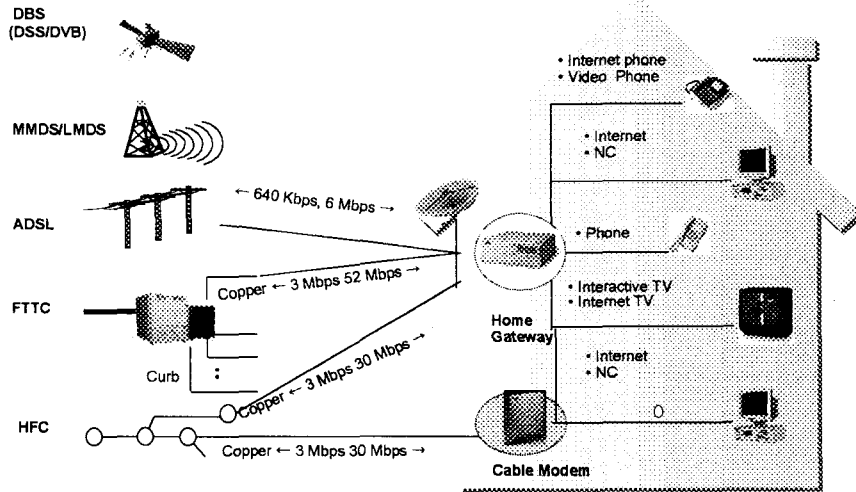 DBS
(DSS/DVB)
MMDS/LMDS
ADSL
← 640 Kbps, 6 Mbps →
FTTC
Copper ← 3 Mbps 52 Mbps →
Curb
Copper ← 3 Mbps 30 Mbps →
HFC
Copper ← 3 Mbps 30 Mbps →
• Internet phone
• Video Phone
• Internet
• NC
• Phone
• Interactive TV
• Internet TV
Home
Gateway
• Internet
• NC
Cable Modem